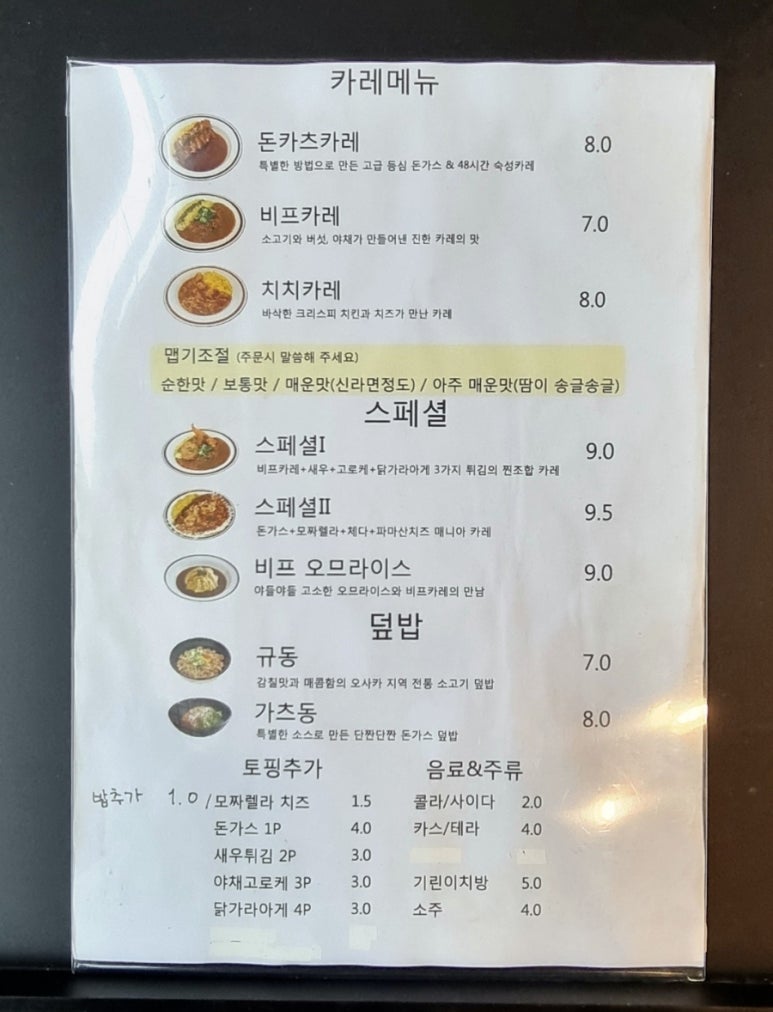 카레메뉴
돈카츠카레 8.0
특별한 방법으로 만든 고급 등심 돈가스 & 48시간 숙성카레
비프카레 7.0
소고기와 버섯, 야채가 만들어낸 진한 카레의 맛
치치카레 8.0
바삭한 크리스피 치킨과 치즈가 만난 카레
맵기조절 (주문시 말씀해 주세요)
순한맛 / 보통맛 / 매운맛(신라면정도) / 아주 매운맛(땀이 송글송글)
스페셜
스페셜I 9.0
비프카레+새우+고로케+닭가라아게 3가지 튀김의 찐조합 카레
스페셜II 9.5
돈가스+모짜렐라+체다+파마산치즈 매니아 카레
비프 오므라이스 9.0
야들야들 고소한 오므라이스와 비프카레의 만남
덮밥
규동 7.0
감칠맛과 매콤함의 오사카 지역 전통 소고기 덮밥
가츠동 8.0
특별한 소스로 만든 단짠단짠 돈가스 덮밥
토핑추가 음료&주류
밥추가 1.0 / 모짜렐라 치즈 1.5 콜라/사이다 2.0
돈가스 1P 4.0 카스/테라 4.0
새우튀김 2P 3.0
야채고로케 3P 3.0 기린이치방 5.0
닭가라아게 4P 3.0 소주 4.0